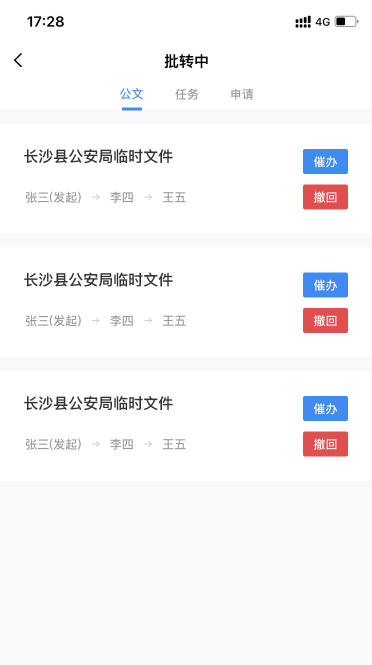 17:28 4G
批转中
公文 任务 申请
长沙县公安局临时文件 催办
张三(发起) → 李四 → 王五 撤回
长沙县公安局临时文件 催办
张三(发起) → 李四 → 王五 撤回
长沙县公安局临时文件 催办
张三(发起) → 李四 → 王五 撤回